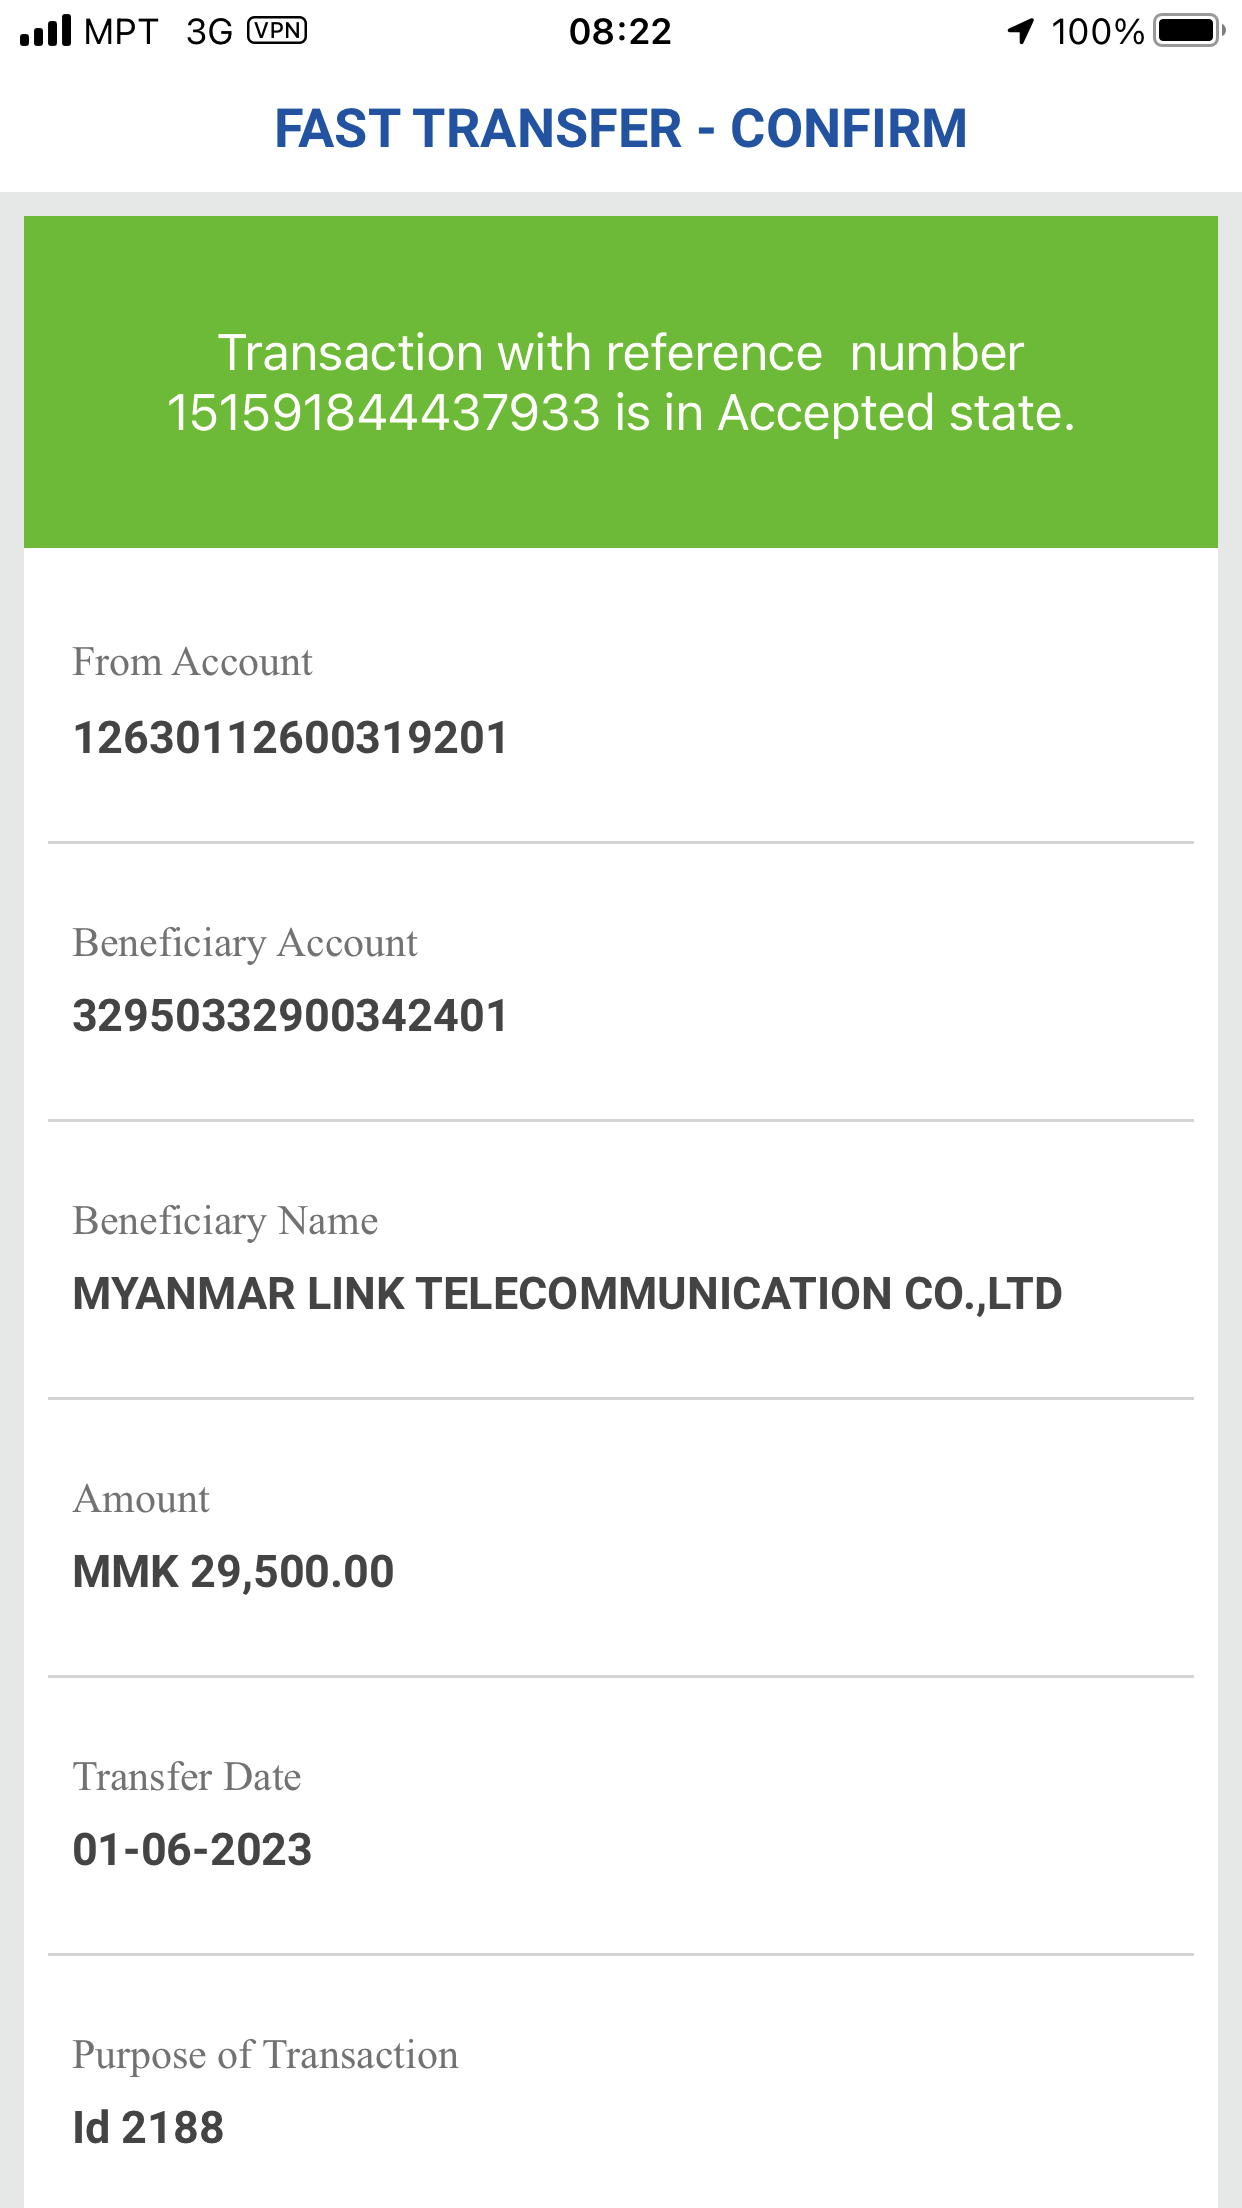 MPT 3G VPN 08:22 100%
FAST TRANSFER - CONFIRM
Transaction with reference  number
151591844437933 is in Accepted state.
From Account
12630112600319201
Beneficiary Account
32950332900342401
Beneficiary Name
MYANMAR LINK TELECOMMUNICATION CO.,LTD
Amount
MMK 29,500.00
Transfer Date
01-06-2023
Purpose of Transaction
Id 2188